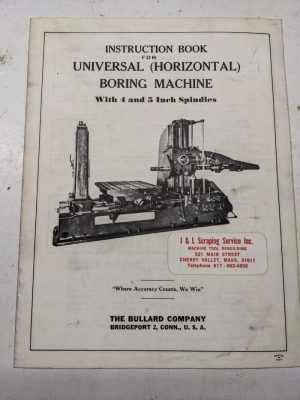 INSTRUCTION BOOK
FOR
UNIVERSAL (HORIZONTAL)
BORING MACHINE
With 4 and 5 Inch Spindles
J & L Scraping Service Inc.
MACHINE TOOL REBUILDING
521 MAIN STREET
CHERRY VALLEY, MASS. 01611
Telephone 617-892-4656
"Where Accuracy Counts, We Win"
THE BULLARD COMPANY
BRIDGEPORT 2, CONN., U. S. A.